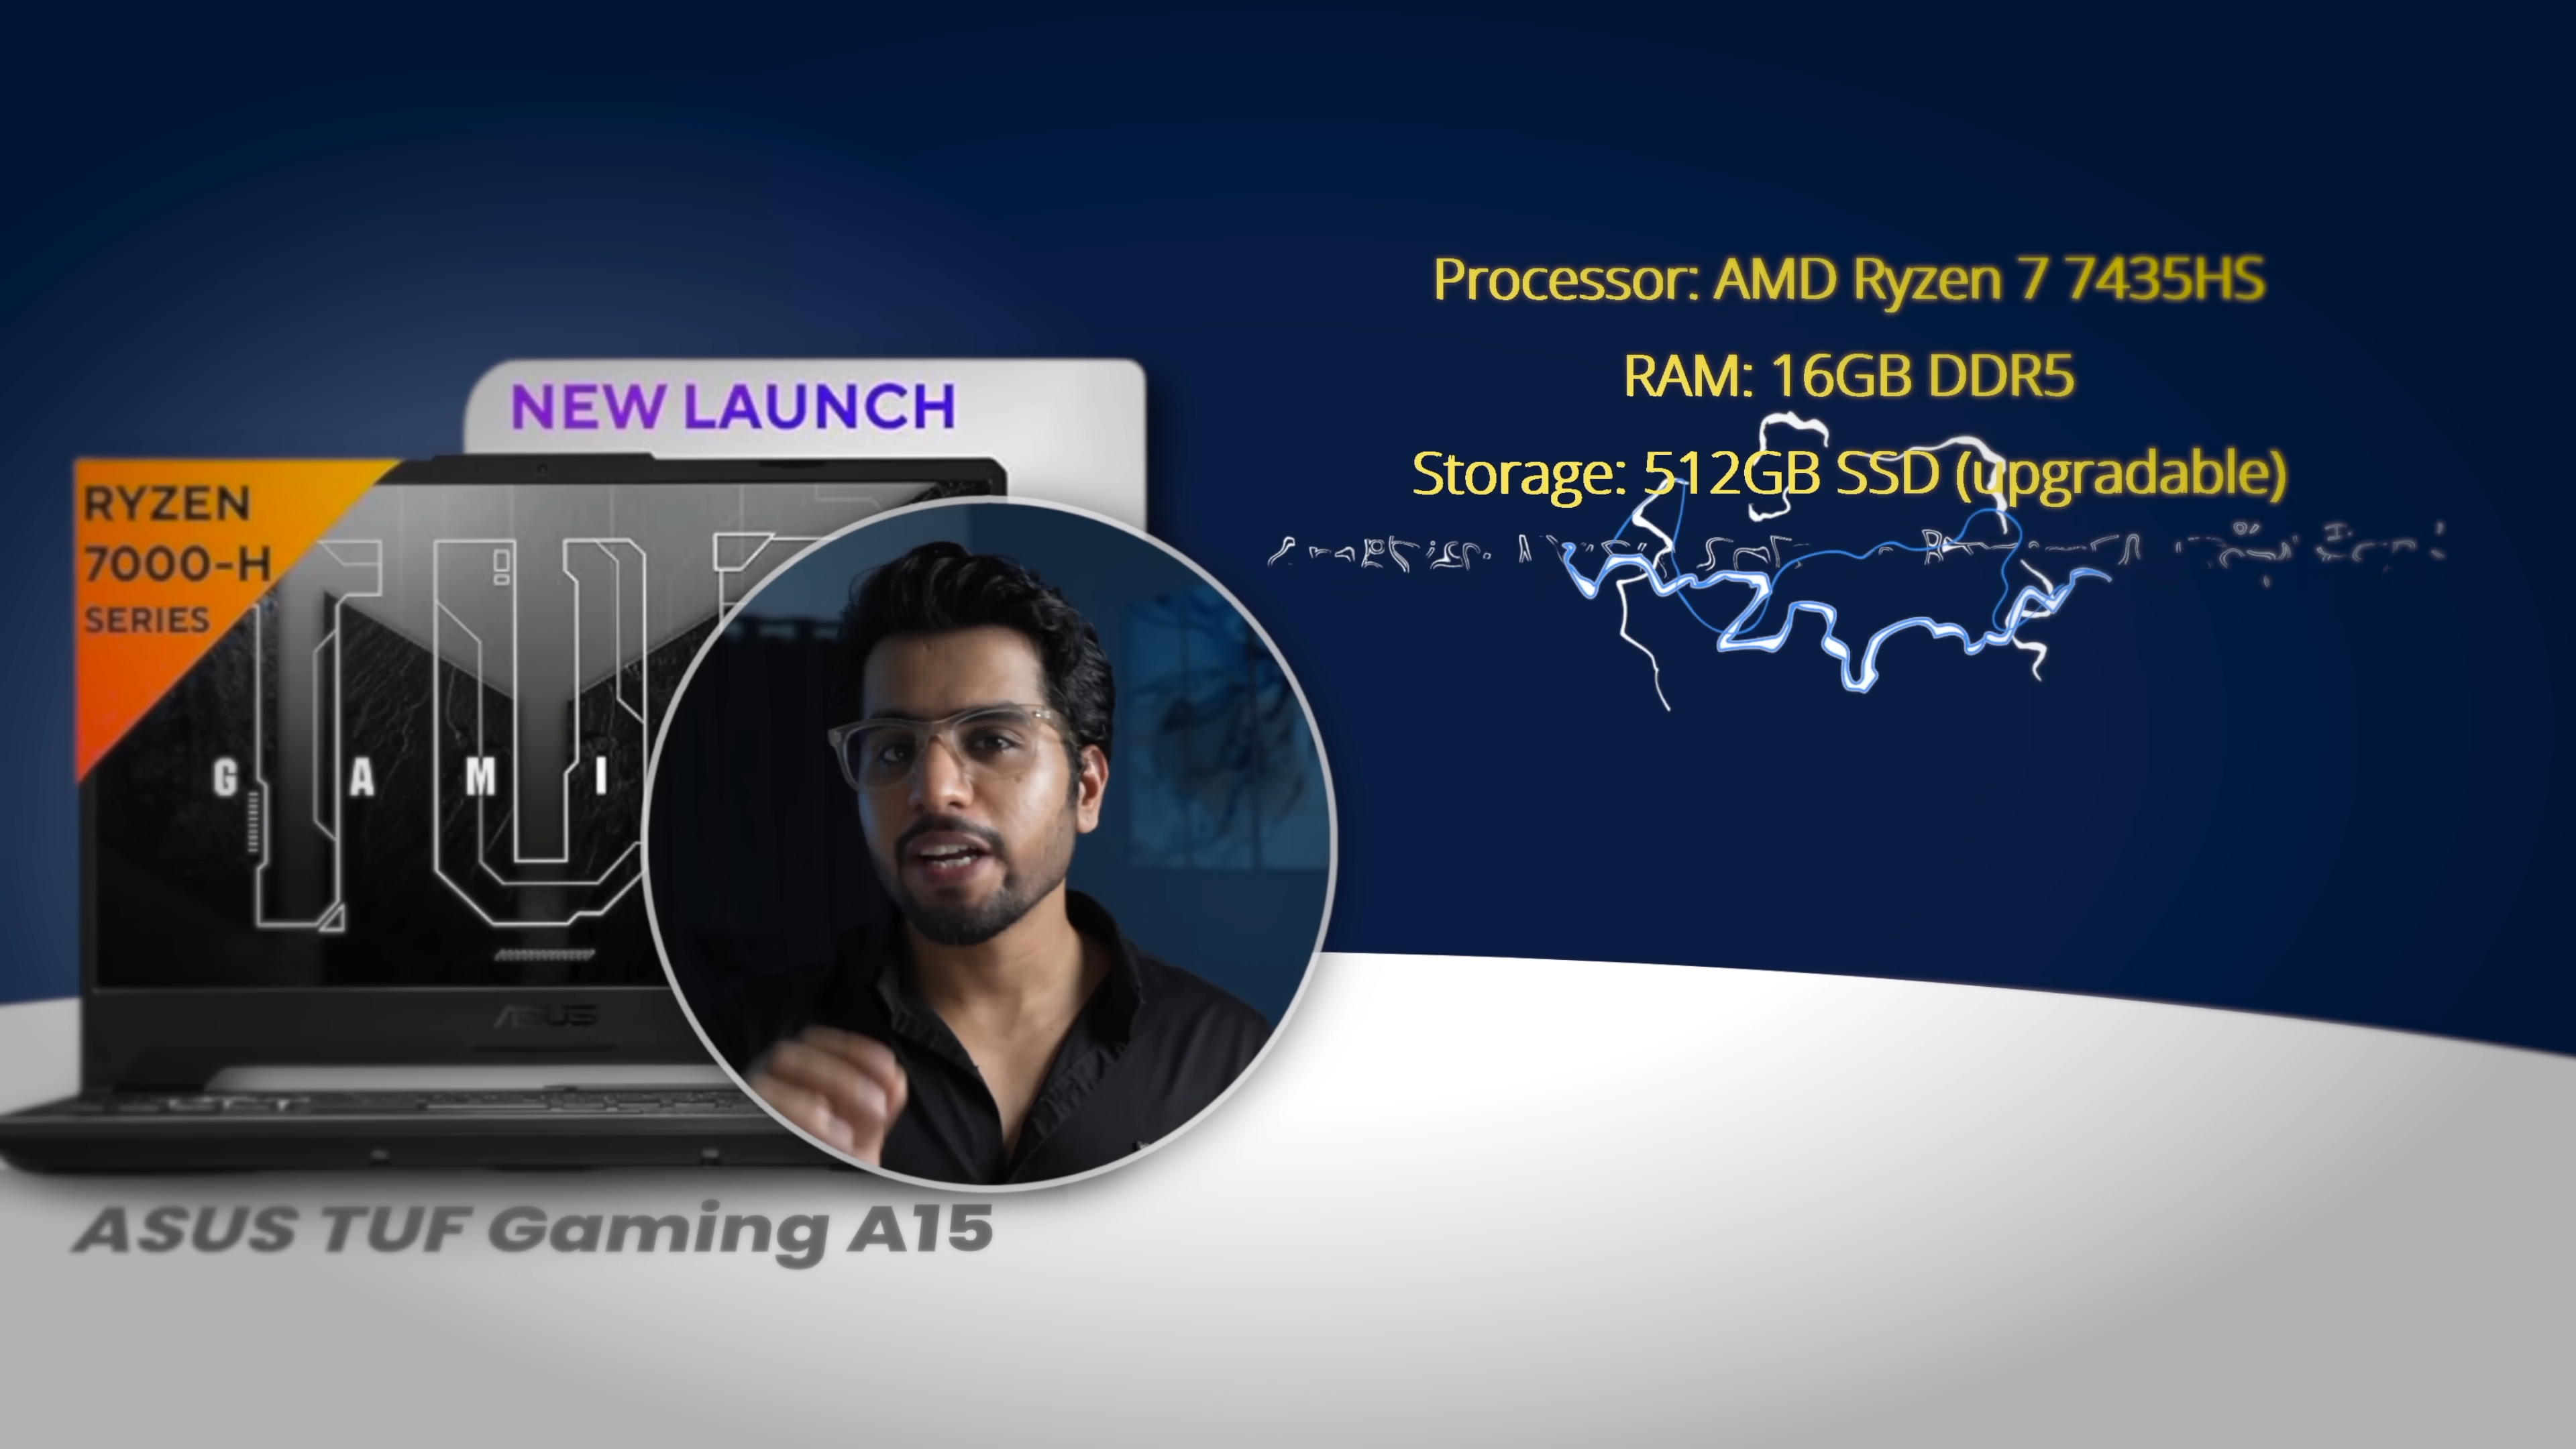 Processor: AMD Ryzen 7 7435HS
RAM: 16GB DDR5
Storage: 512GB SSD (upgradable)
NEW LAUNCH
RYZEN
7000-H
SERIES
G A M I
ASUS
ASUS TUF Gaming A15